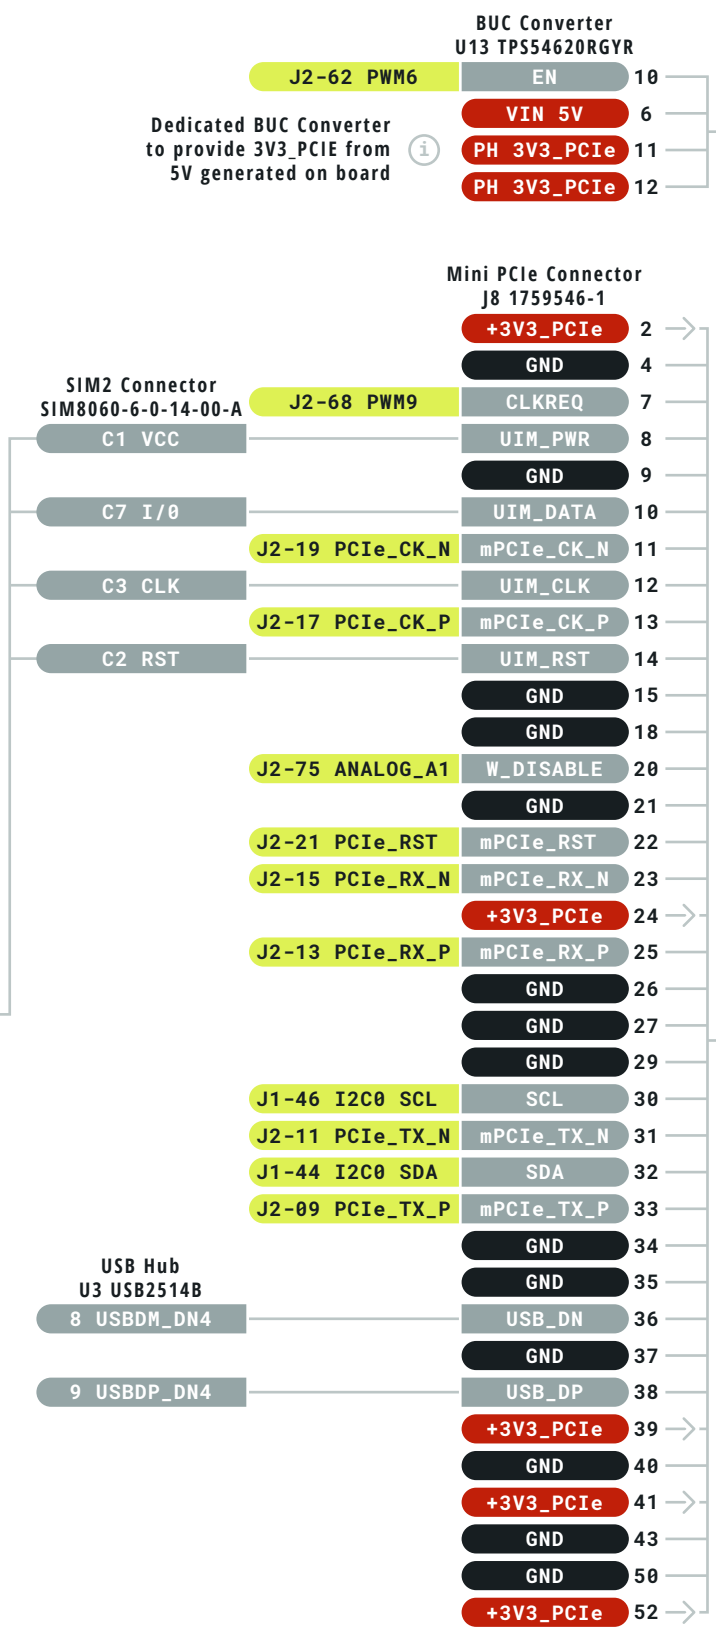 BUC Converter
U13 TPS54620RGYR
J2-62 PWM6 EN 10
VIN 5V 6
Dedicated BUC Converter
to provide 3V3_PCIE from
5V generated on board
i
PH 3V3_PCIe 11
PH 3V3_PCIe 12
Mini PCIe Connector
J8 1759546-1
+3V3_PCIe 2
GND 4
SIM2 Connector
SIM8060-6-0-14-00-A
J2-68 PWM9 CLKREQ 7
C1 VCC UIM_PWR 8
GND 9
C7 I/0 UIM_DATA 10
J2-19 PCIe_CK_N mPCIe_CK_N 11
C3 CLK UIM_CLK 12
J2-17 PCIe_CK_P mPCIe_CK_P 13
C2 RST UIM_RST 14
GND 15
GND 18
J2-75 ANALOG_A1 W_DISABLE 20
GND 21
J2-21 PCIe_RST mPCIe_RST 22
J2-15 PCIe_RX_N mPCIe_RX_N 23
+3V3_PCIe 24
J2-13 PCIe_RX_P mPCIe_RX_P 25
GND 26
GND 27
GND 29
J1-46 I2C0 SCL SCL 30
J2-11 PCIe_TX_N mPCIe_TX_N 31
J1-44 I2C0 SDA SDA 32
J2-09 PCIe_TX_P mPCIe_TX_P 33
GND 34
USB Hub
U3 USB2514B
GND 35
8 USBDM_DN4 USB_DN 36
GND 37
9 USBDP_DN4 USB_DP 38
+3V3_PCIe 39
GND 40
+3V3_PCIe 41
GND 43
GND 50
+3V3_PCIe 52